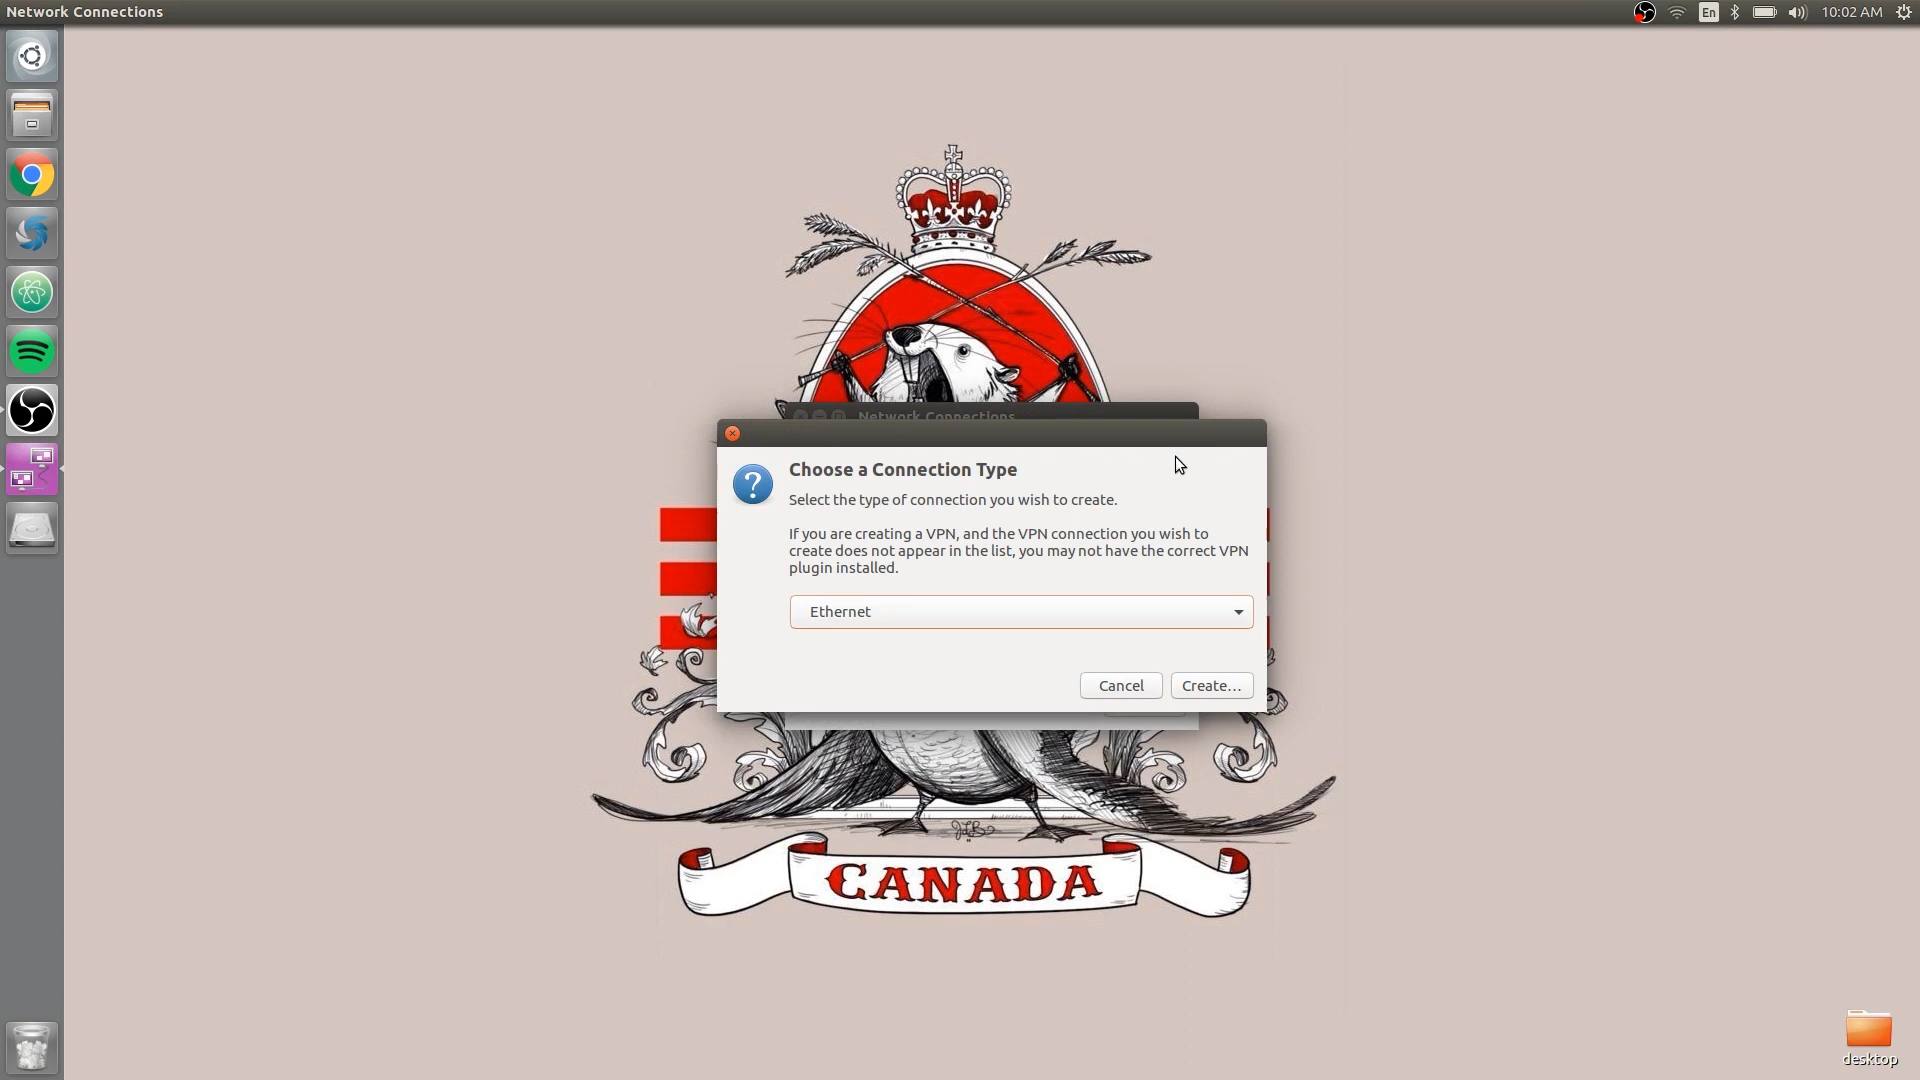 Network Connections
En
10:02 AM
Network Connections
Choose a Connection Type
Select the type of connection you wish to create.
If you are creating a VPN, and the VPN connection you wish to
create does not appear in the list, you may not have the correct VPN
plugin installed.
Ethernet
Cancel
Create...
CANADA
desktop